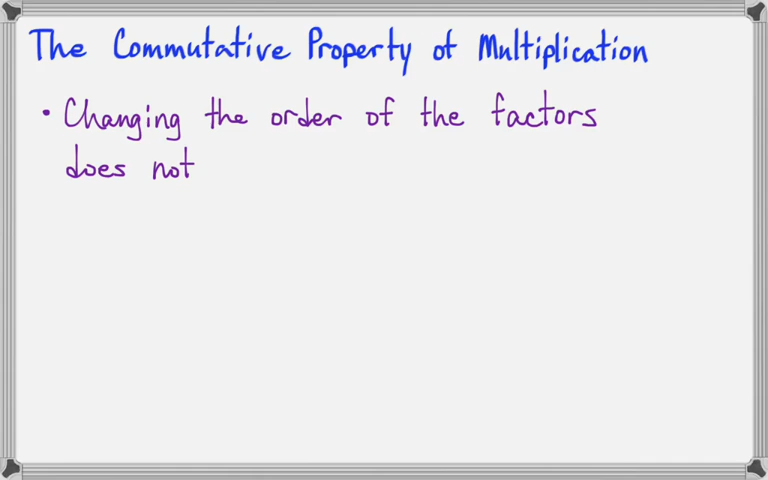 The Commutative Property of Multiplication
• Changing the order of the factors
does not